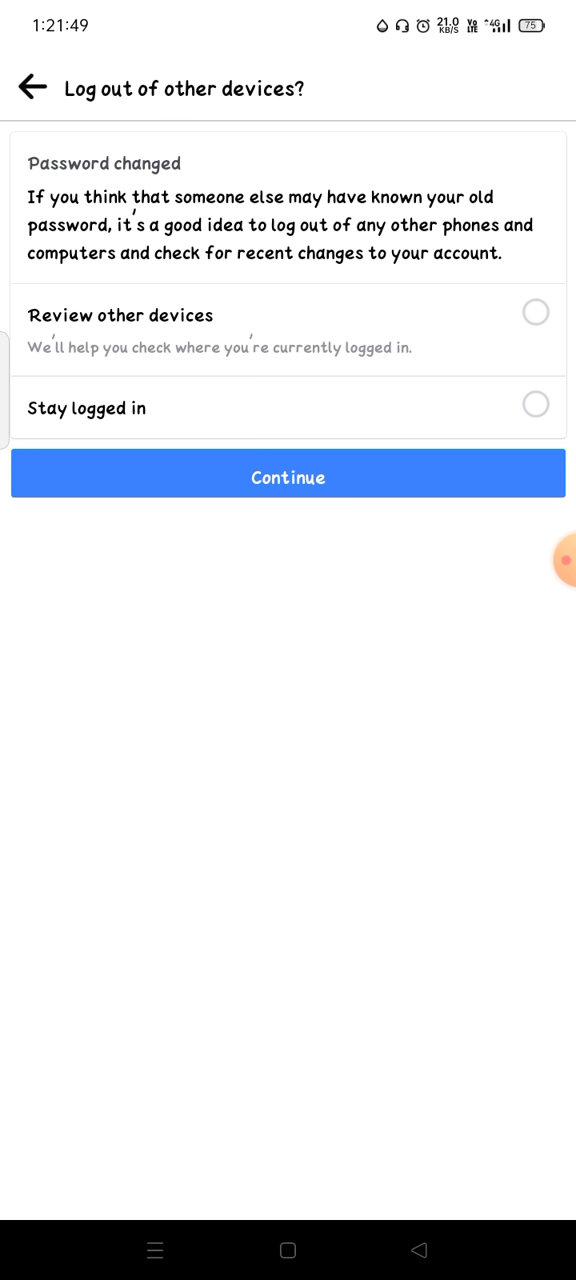 1:21:49
21.0
KB/S
Vo
LTE
4G
75
Log out of other devices?
Password changed
If you think that someone else may have known your old
password, it's a good idea to log out of any other phones and
computers and check for recent changes to your account.
Review other devices
We'll help you check where you're currently logged in.
Stay logged in
Continue